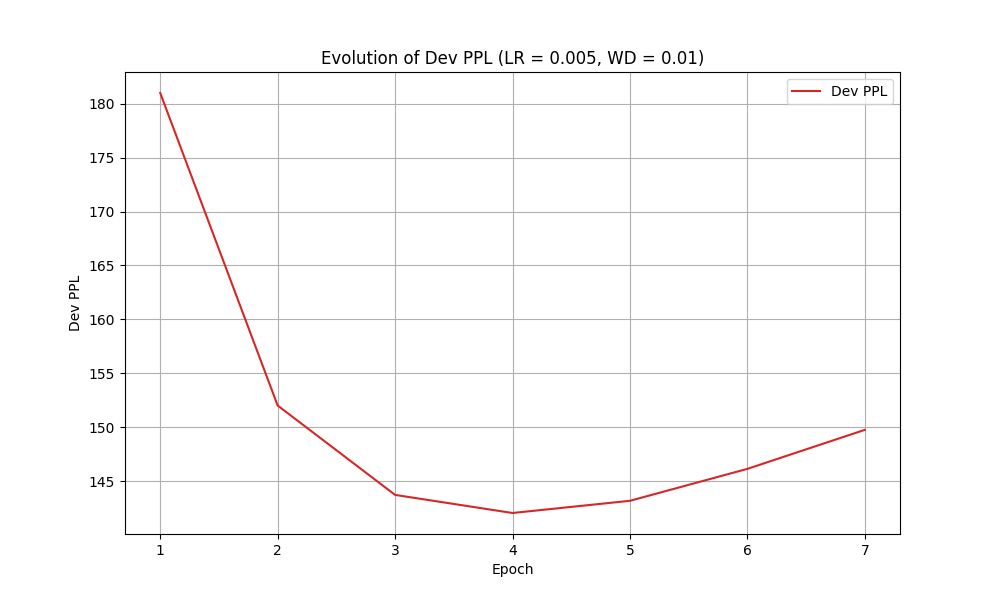 Evolution of Dev PPL (LR = 0.005, WD = 0.01)
Dev PPL
180
175
170
165
160
155
150
145
Dev PPL
1 2 3 4 5 6 7
Epoch